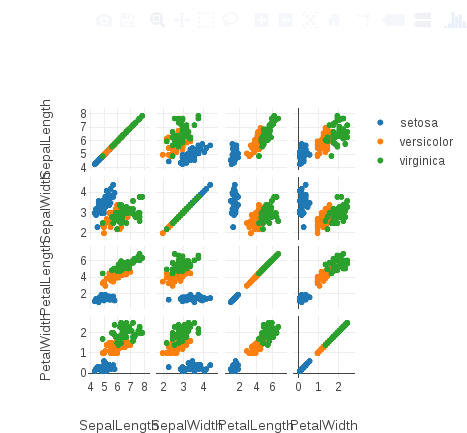 SepalLength
8
7
6
5
4
SepalWidth
4
3
2
PetalLength
6
4
2
PetalWidth
2
1
0
4 5 6 7 8 2 3 4 2 4 6 0 1 2
SepalLength SepalWidth PetalLength PetalWidth
setosa
versicolor
virginica